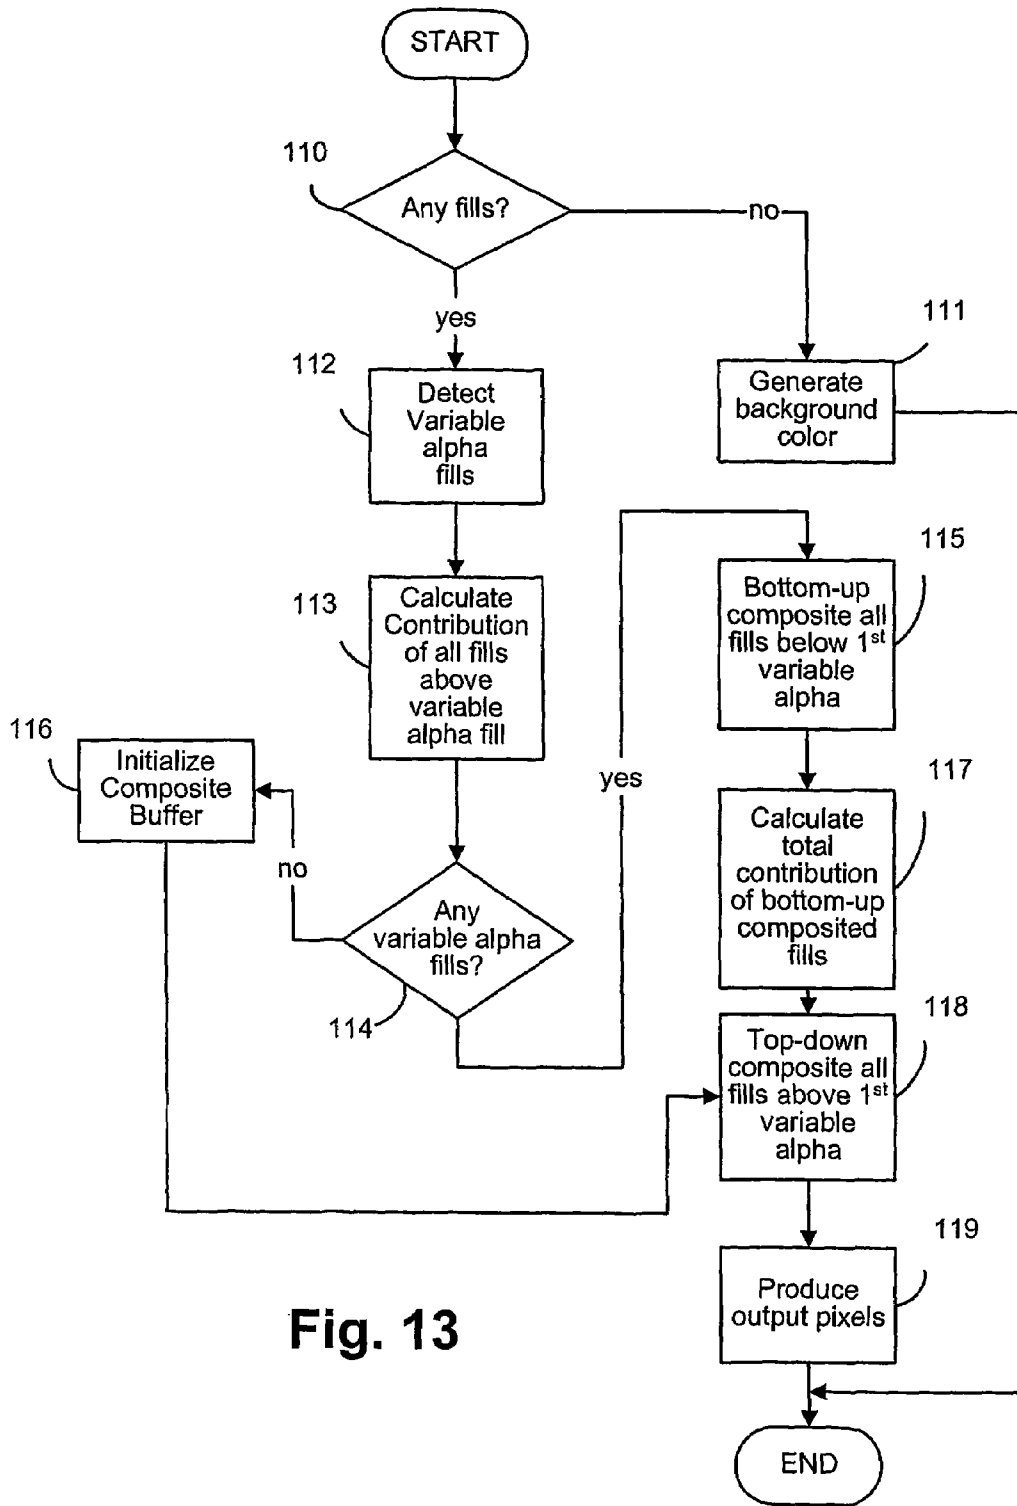 START
110
Any fills?
no
yes
111
Generate
background
color
112
Detect
Variable
alpha
fills
113
Calculate
Contribution
of all fills
above
variable
alpha fill
115
Bottom-up
composite all
fills below 1st
variable
alpha
116
Initialize
Composite
Buffer
yes
no
117
Calculate
total
contribution
of bottom-up
composited
fills
Any
variable alpha
fills?
114
118
Top-down
composite all
fills above 1st
variable
alpha
119
Produce
output pixels
Fig. 13
END